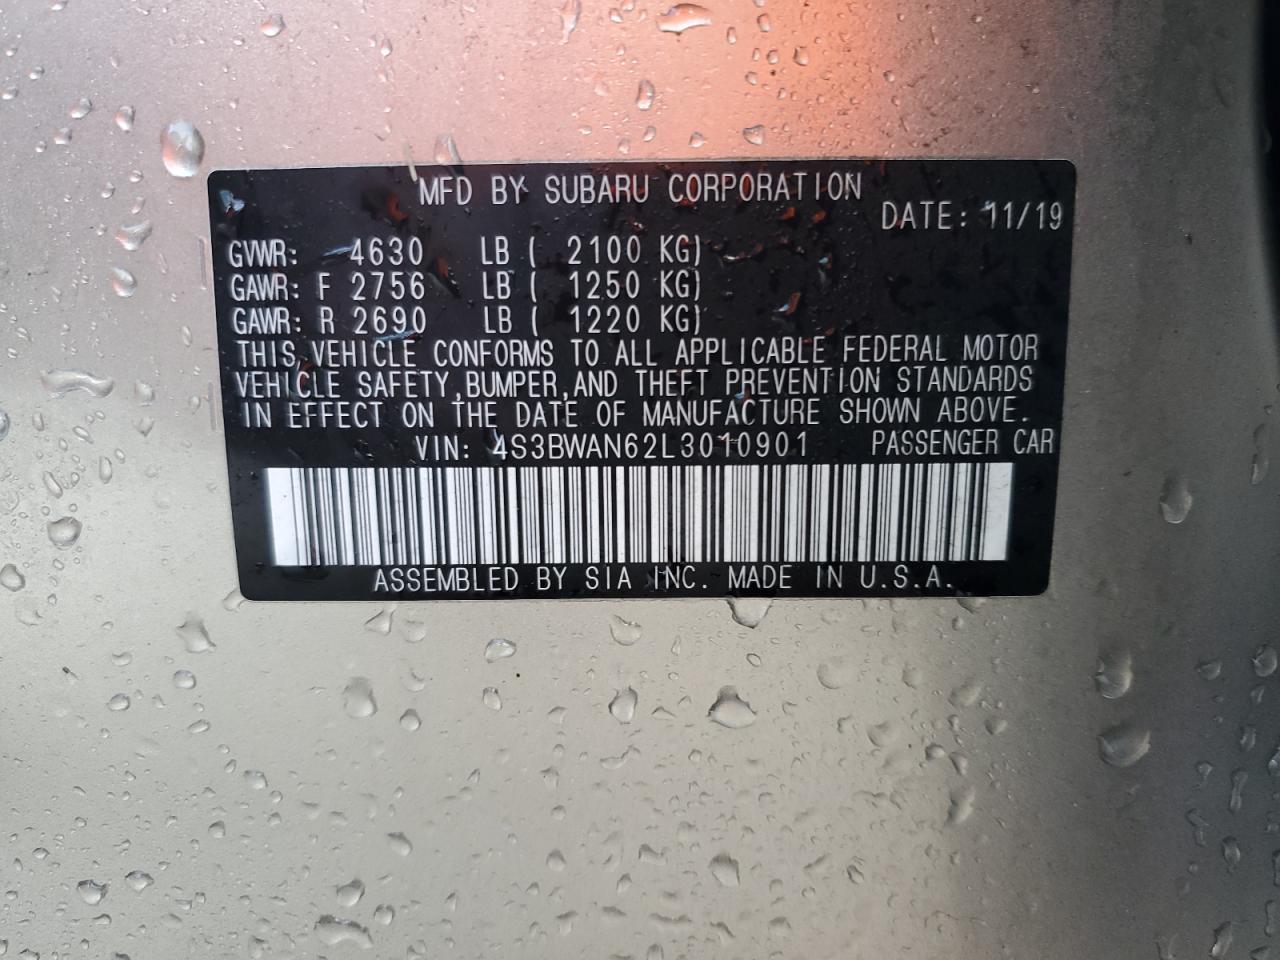 MFD BY SUBARU CORPORATION
DATE: 11/19
GVWR: 4630 LB ( 2100 KG)
GAWR: F 2756 LB ( 1250 KG)
GAWR: R 2690 LB ( 1220 KG)
THIS VEHICLE CONFORMS TO ALL APPLICABLE FEDERAL MOTOR
VEHICLE SAFETY,BUMPER,AND THEFT PREVENTION STANDARDS
IN EFFECT ON THE DATE OF MANUFACTURE SHOWN ABOVE.
VIN: 4S3BWAN62L3010901 PASSENGER CAR
ASSEMBLED BY SIA INC. MADE IN U.S.A.